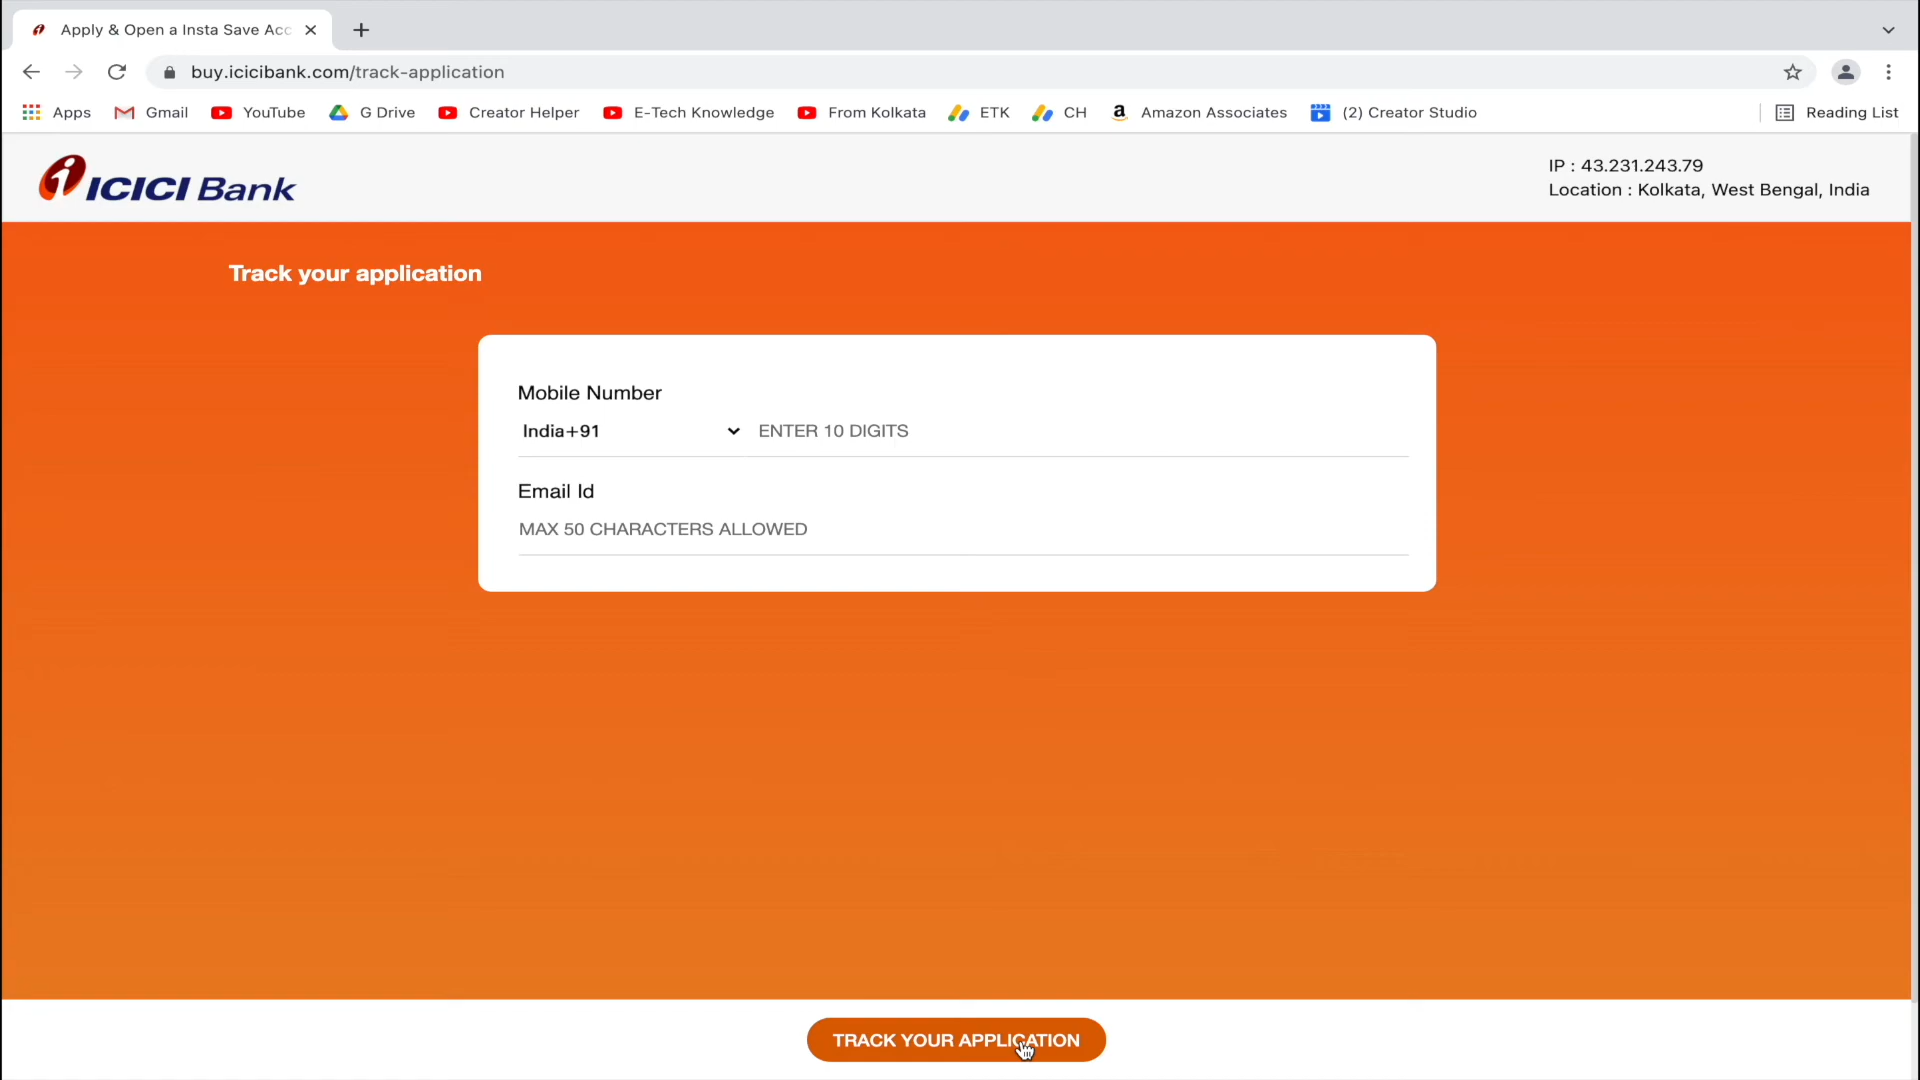 Apply & Open a Insta Save Acc
buy.icicibank.com/track-application
Apps Gmail YouTube G Drive Creator Helper E-Tech Knowledge From Kolkata ETK CH Amazon Associates (2) Creator Studio Reading List
ICICI Bank
IP : 43.231.243.79
Location : Kolkata, West Bengal, India
Track your application
Mobile Number
India+91 ENTER 10 DIGITS
Email Id
MAX 50 CHARACTERS ALLOWED
TRACK YOUR APPLICATION